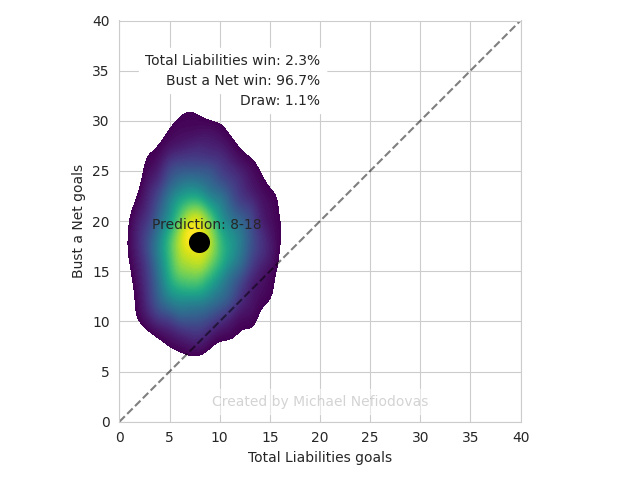 40
35
30
25
20
15
10
5
0
Bust a Net goals
Total Liabilities win: 2.3%
Bust a Net win: 96.7%
Draw: 1.1%
Prediction: 8-18
Created by Michael Nefiodovas
0 5 10 15 20 25 30 35 40
Total Liabilities goals